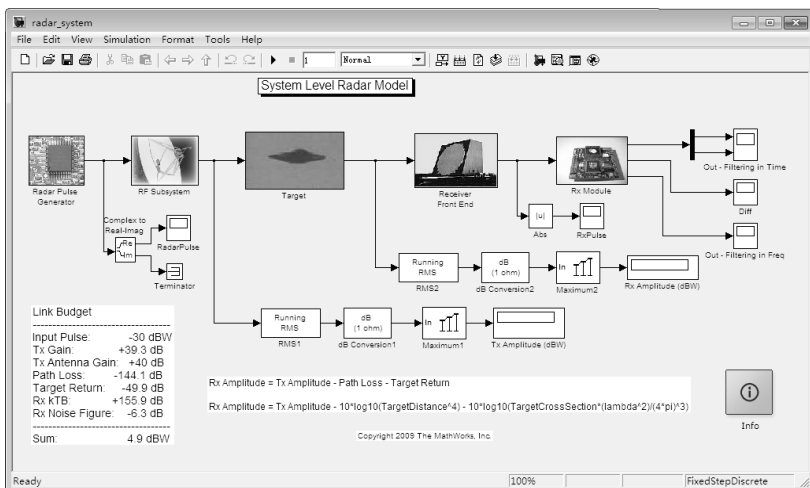 radar_system
File Edit View Simulation Format Tools Help
1
Normal
System Level Radar Model
Radar Pulse
Generator
RF Subsystem
Target
Receiver
Front End
Rx Module
Out - Filtering in Time
Diff
Out - Filtering in Freq
Complex to
Real-Imag
Re
Im
RadarPulse
Terminator
|u|
Abs
RxPulse
Running
RMS
RMS2
dB
(1 ohm)
dB Conversion2
In
Maximum2
Rx Amplitude (dBW)
Running
RMS
RMS1
dB
(1 ohm)
dB Conversion1
In
Maximum1
Tx Amplitude (dBW)
Link Budget
--------------------------------
Input Pulse: -30 dBW
Tx Gain: +39.3 dB
Tx Antenna Gain: +40 dB
Path Loss: -144.1 dB
Target Return: -49.9 dB
Rx kTB: +155.9 dB
Rx Noise Figure: -6.3 dB
--------------------------------
Sum: 4.9 dBW
Rx Amplitude = Tx Amplitude - Path Loss - Target Return
Rx Amplitude = Tx Amplitude - 10*log10(TargetDistance^4) - 10*log10(TargetCrossSection*(lambda^2)/(4*pi)^3)
Copyright 2009 The MathWorks, Inc.
Info
Ready
100%
FixedStepDiscrete